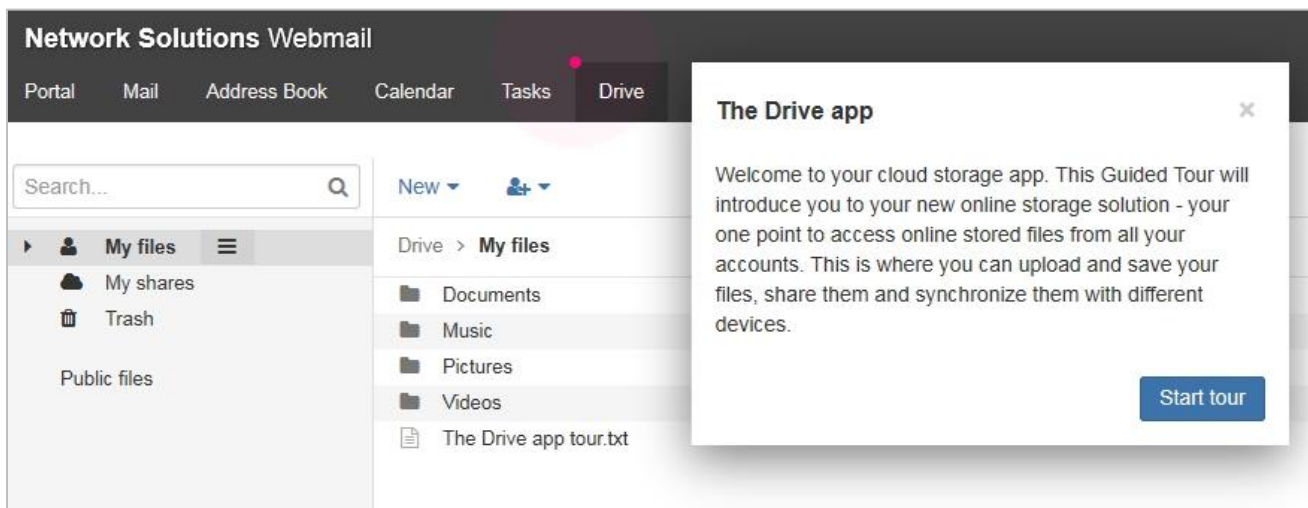 Network Solutions Webmail
Portal Mail Address Book Calendar Tasks Drive
Search...
My files
My shares
Trash
Public files
New
Drive > My files
Documents
Music
Pictures
Videos
The Drive app tour.txt
The Drive app ×
Welcome to your cloud storage app. This Guided Tour will
introduce you to your new online storage solution - your
one point to access online stored files from all your
accounts. This is where you can upload and save your
files, share them and synchronize them with different
devices.
Start tour